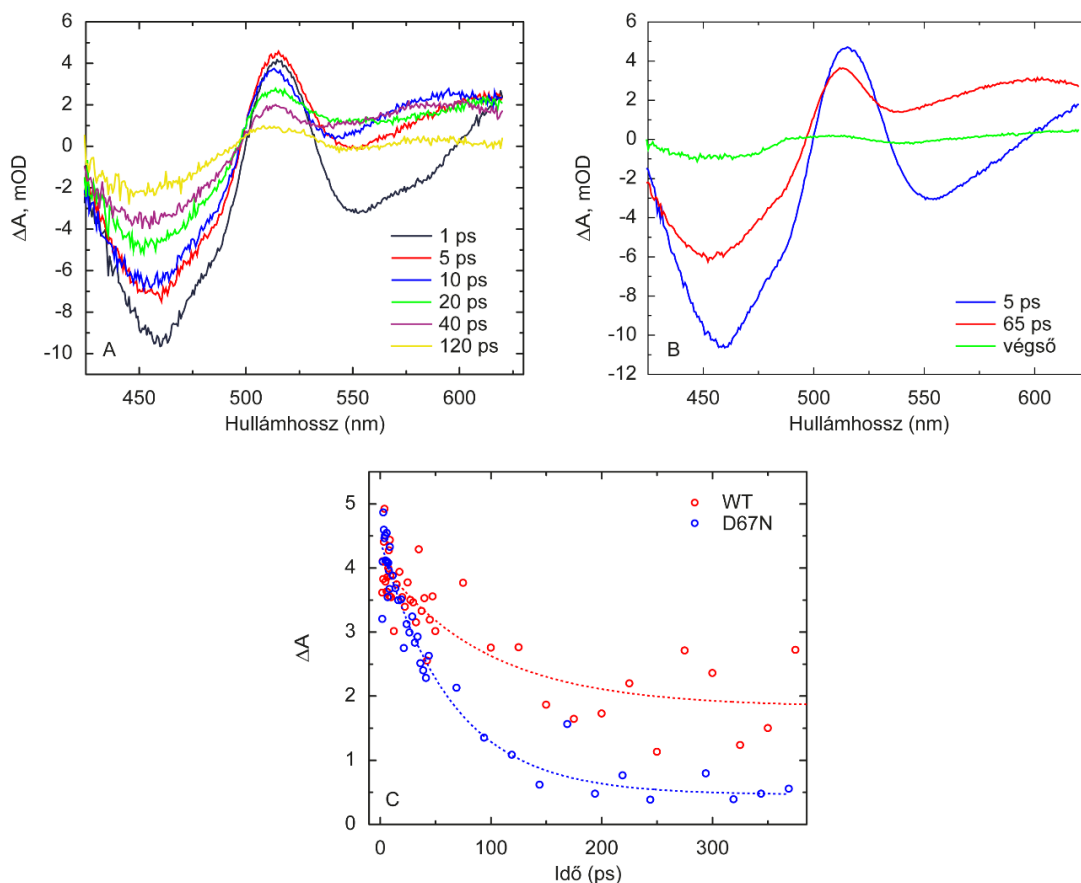 6
4
2
0
-2
-4
-6
-8
-10
ΔA, mOD
A
1 ps
5 ps
10 ps
20 ps
40 ps
120 ps
450
500
550
600
Hullámhossz (nm)
6
4
2
0
-2
-4
-6
-8
-10
-12
ΔA, mOD
B
5 ps
65 ps
végső
450
500
550
600
Hullámhossz (nm)
5
4
3
2
1
0
ΔA
WT
D67N
C
0
100
200
300
Idő (ps)